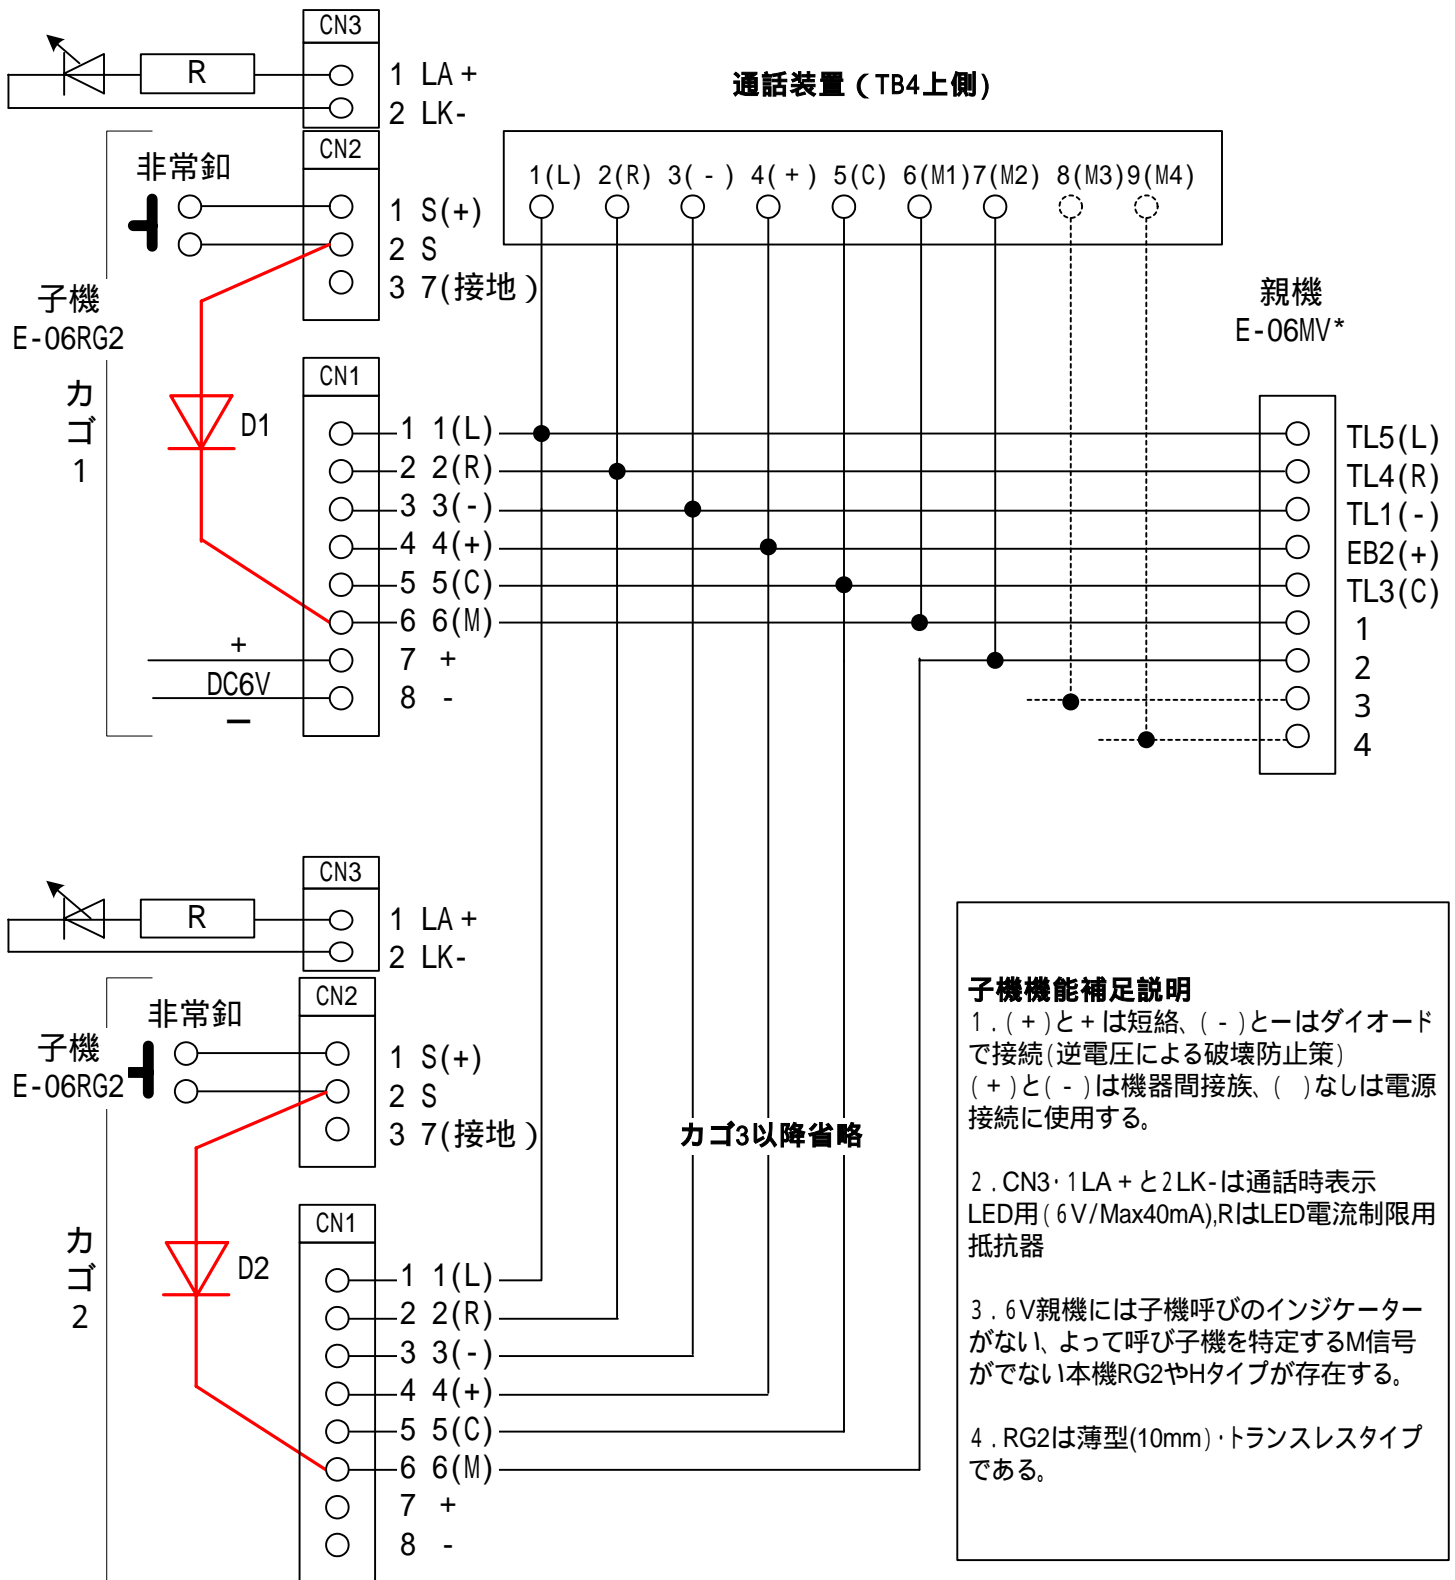 CN3
R
1 LA +
2 LK-
通話装置（TB4上側）
CN2
非常釦
1 S(+)
2 S
3 7(接地）
1(L) 2(R) 3( - ) 4( + ) 5(C) 6(M1)7(M2) 8(M3)9(M4)
子機
E-06RG2
親機
E-06MV*
カ
ゴ
1
CN1
D1
1 1(L)
2 2(R)
3 3(-)
4 4(+)
5 5(C)
6 6(M)
7 +
8 -
+
DC6V
−
TL5(L)
TL4(R)
TL1(-)
EB2(+)
TL3(C)
1
2
3
4
CN3
R
1 LA +
2 LK-
CN2
非常釦
子機
E-06RG2
1 S(+)
2 S
3 7(接地）
カゴ3以降省略
カ
ゴ
2
CN1
D2
1 1(L)
2 2(R)
3 3(-)
4 4(+)
5 5(C)
6 6(M)
7 +
8 -
子機機能補足説明
1．(＋)と＋は短絡、(－)とーはダイオード
で接続(逆電圧による破壊防止策)
(＋)と(－)は機器間接族、(　)なしは電源
接続に使用する。
2．CN3・1LA + と2LK-は通話時表示
LED用(6V/Max40mA),RはLED電流制限用
抵抗器
3．6V親機には子機呼びのインジケーター
がない、よって呼び子機を特定するM信号
がでない本機RG2やHタイプが存在する。
4．RG2は薄型(10mm)・トランスレスタイプ
である。